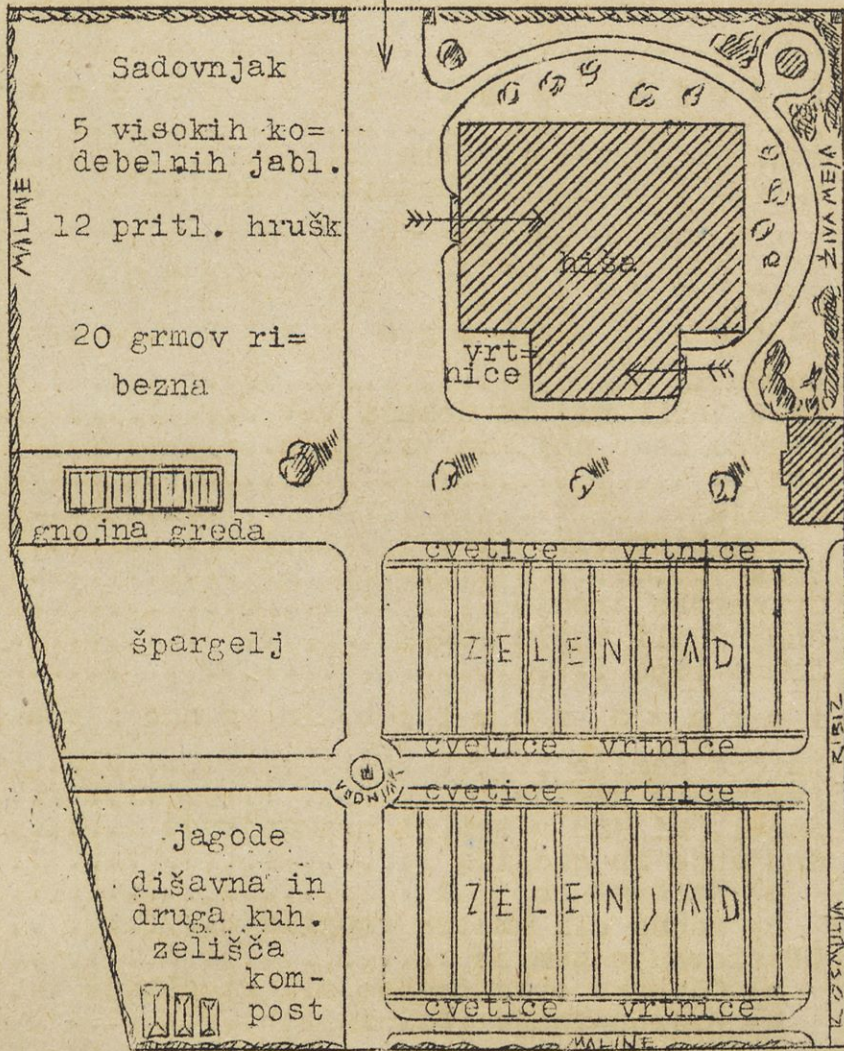 Sadovnjak
5 visokih ko=
debelnih jabl.
12 pritl. hrušk
20 grmov ri=
bezna
MALINE
hiša
vrt=
nice
ŽIVA MEJA
gnojna greda
cvetice vrtnice
špargelj
ZELENJAD
cvetice vrtnice
RIBIZ
VODNJAK
cvetice vrtnice
jagode
dišavna in
druga kuh.
zelišča
kom-
post
ZELENJAD
KOSMULJA
cvetice vrtnice
MALINE